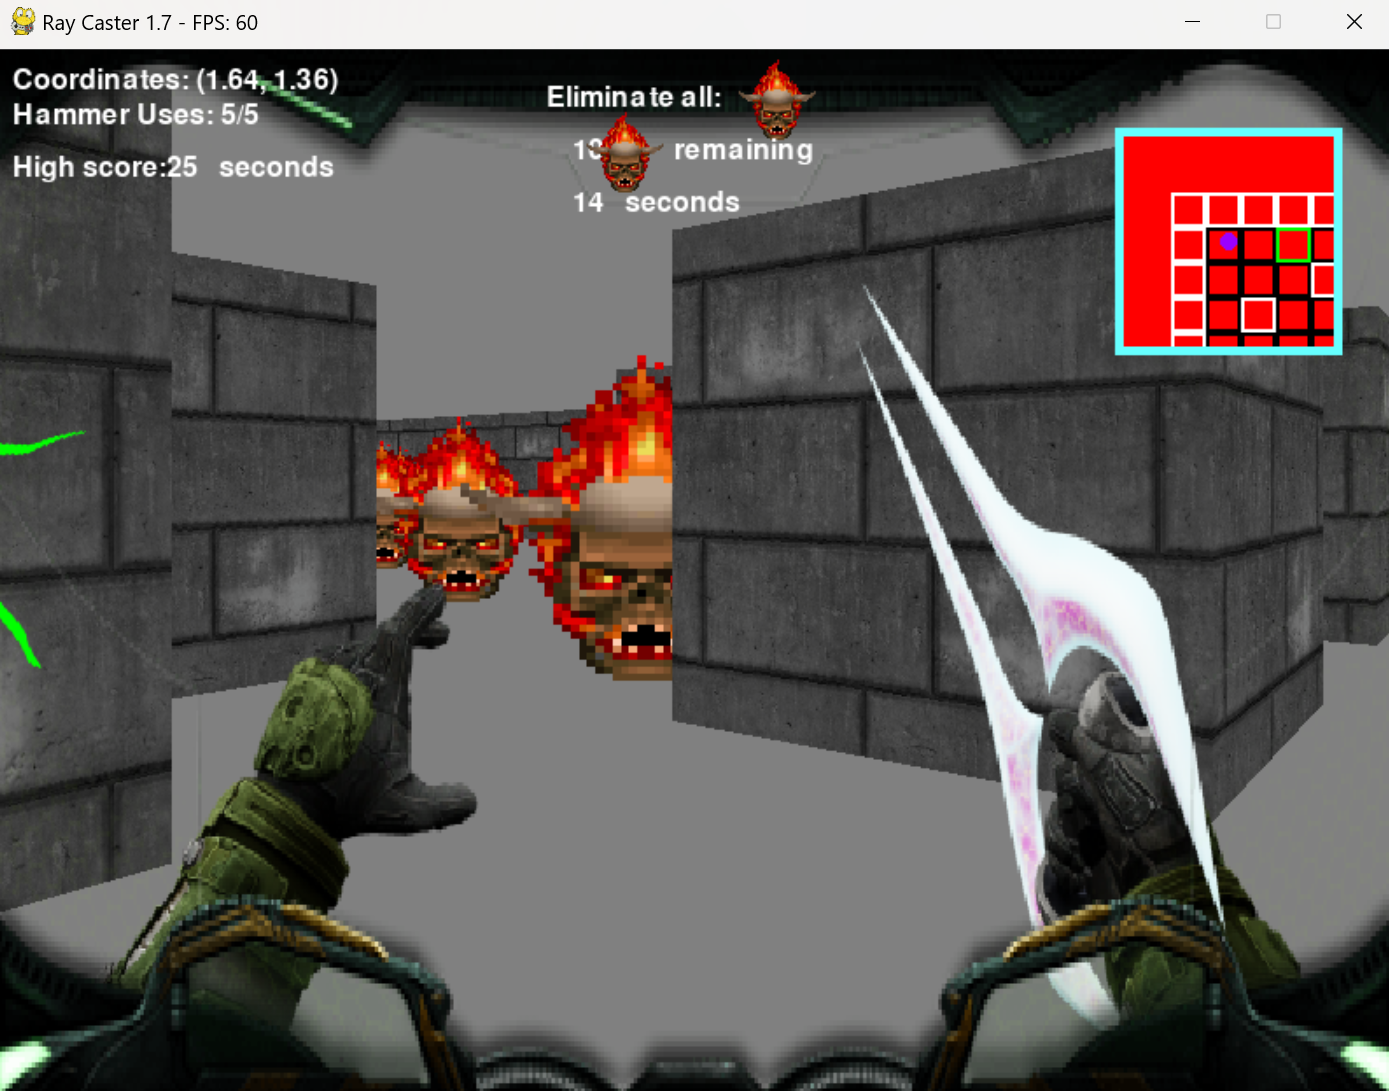 Ray Caster 1.7 - FPS: 60
Coordinates: (1.64, 1.36)
Hammer Uses: 5/5
High score:25 seconds
Eliminate all:
remaining
14 seconds